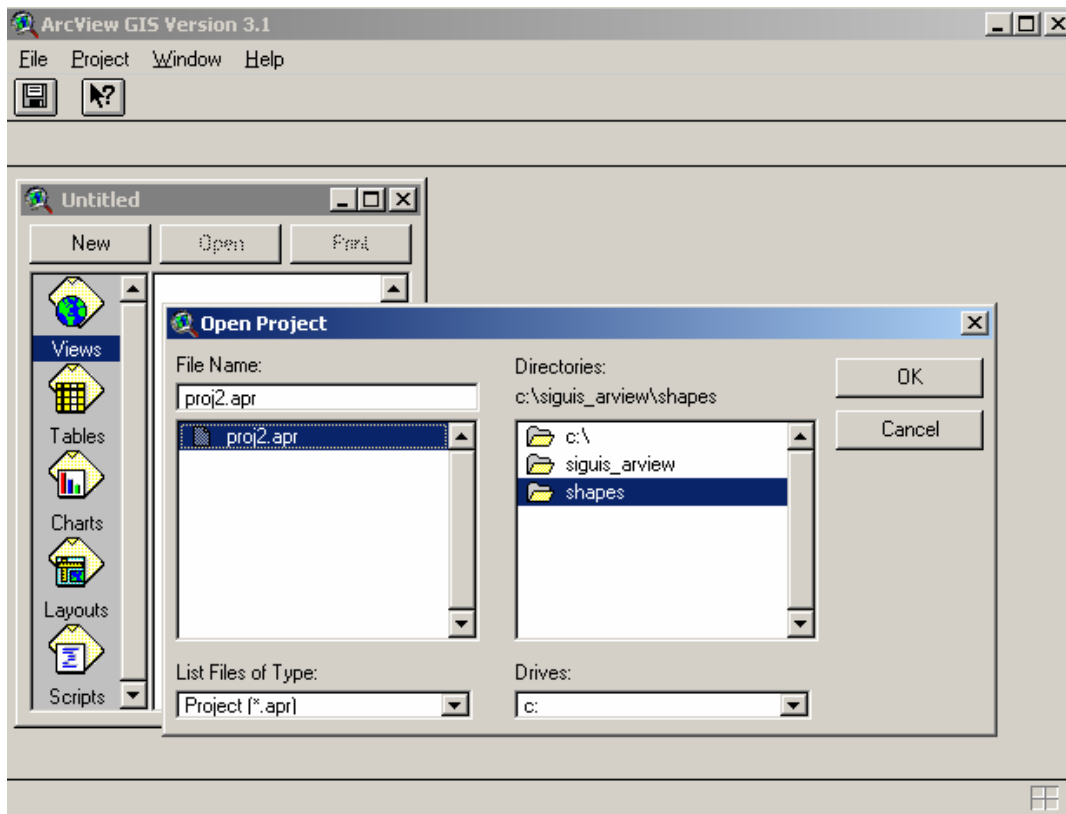 ArcView GIS Version 3.1
File Project Window Help
Untitled
New Open Print
Views
Tables
Charts
Layouts
Scripts
Open Project
File Name:
proj2.apr
proj2.apr
List Files of Type:
Project (*.apr)
Directories:
c:\siguis_arview\shapes
c:\
siguis_arview
shapes
Drives:
c:
OK
Cancel